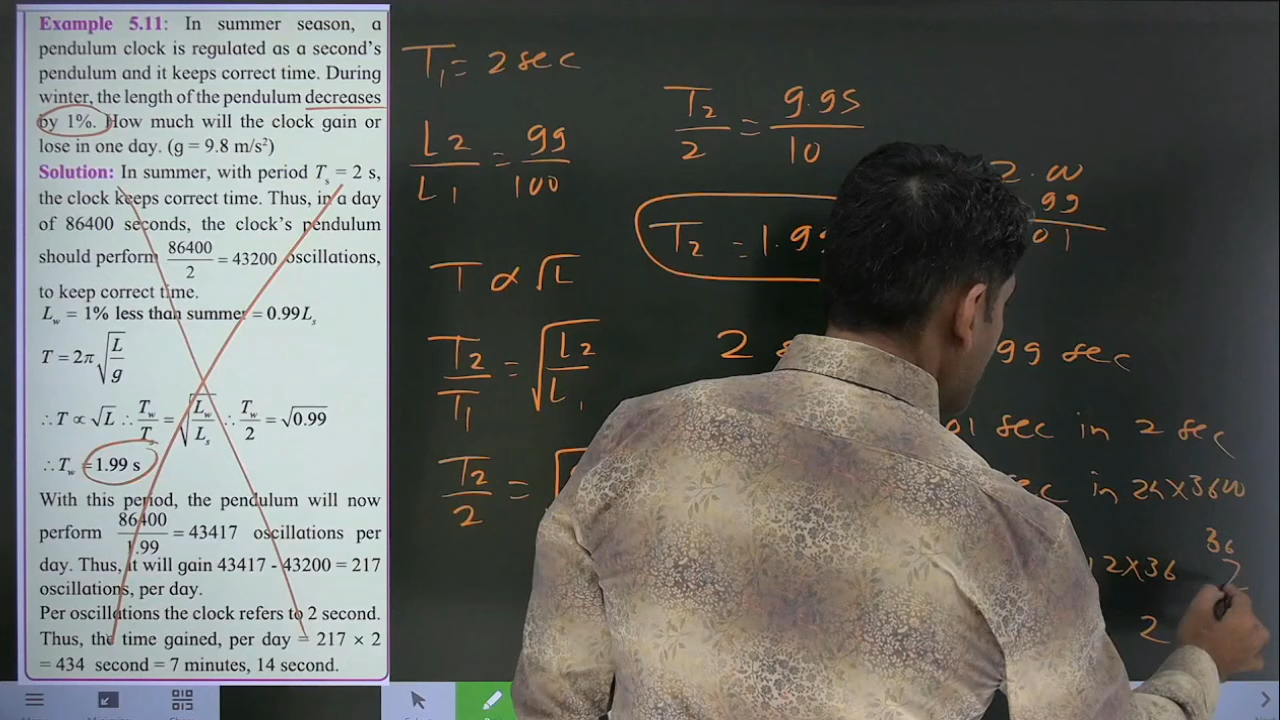 Example 5.11: In summer season, a
pendulum clock is regulated as a second's
pendulum and it keeps correct time. During
winter, the length of the pendulum decreases
by 1%. How much will the clock gain or
lose in one day. (g = 9.8 m/s²)
Solution: In summer, with period Tₛ = 2 s,
the clock keeps correct time. Thus, in a day
of 86400 seconds, the clock's pendulum
should perform 86400/2 = 43200 oscillations,
to keep correct time.
L_w = 1% less than summer = 0.99Lₛ
T = 2π√(L/g)
∴T ∝ √L ∴ T_w/Tₛ = √(L_w/Lₛ) ∴ T_w/2 = √0.99
∴T_w = 1.99 s
With this period, the pendulum will now
perform 86400/1.99 = 43417 oscillations per
day. Thus, it will gain 43417 - 43200 = 217
oscillations, per day.
Per oscillations the clock refers to 2 second.
Thus, the time gained, per day = 217 × 2
= 434 second = 7 minutes, 14 second.
T₁ = 2 sec
L2/L1 = 99/100
T ∝ √L
T2/T1 = √(L2/L1)
T2/2 =
T2/2 = 9.95/10
T2 = 1.99
2.00
99
01
2
99 sec
01 sec in 2 sec
sec in 24×3600
12×36
36
2
2